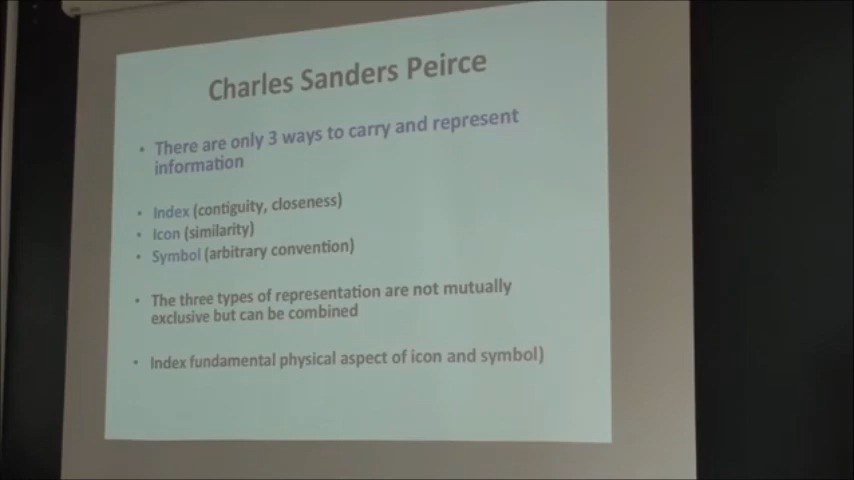 Charles Sanders Peirce
• There are only 3 ways to carry and represent
information
• Index (contiguity, closeness)
• Icon (similarity)
• Symbol (arbitrary convention)
• The three types of representation are not mutually
exclusive but can be combined
• Index fundamental physical aspect of icon and symbol)